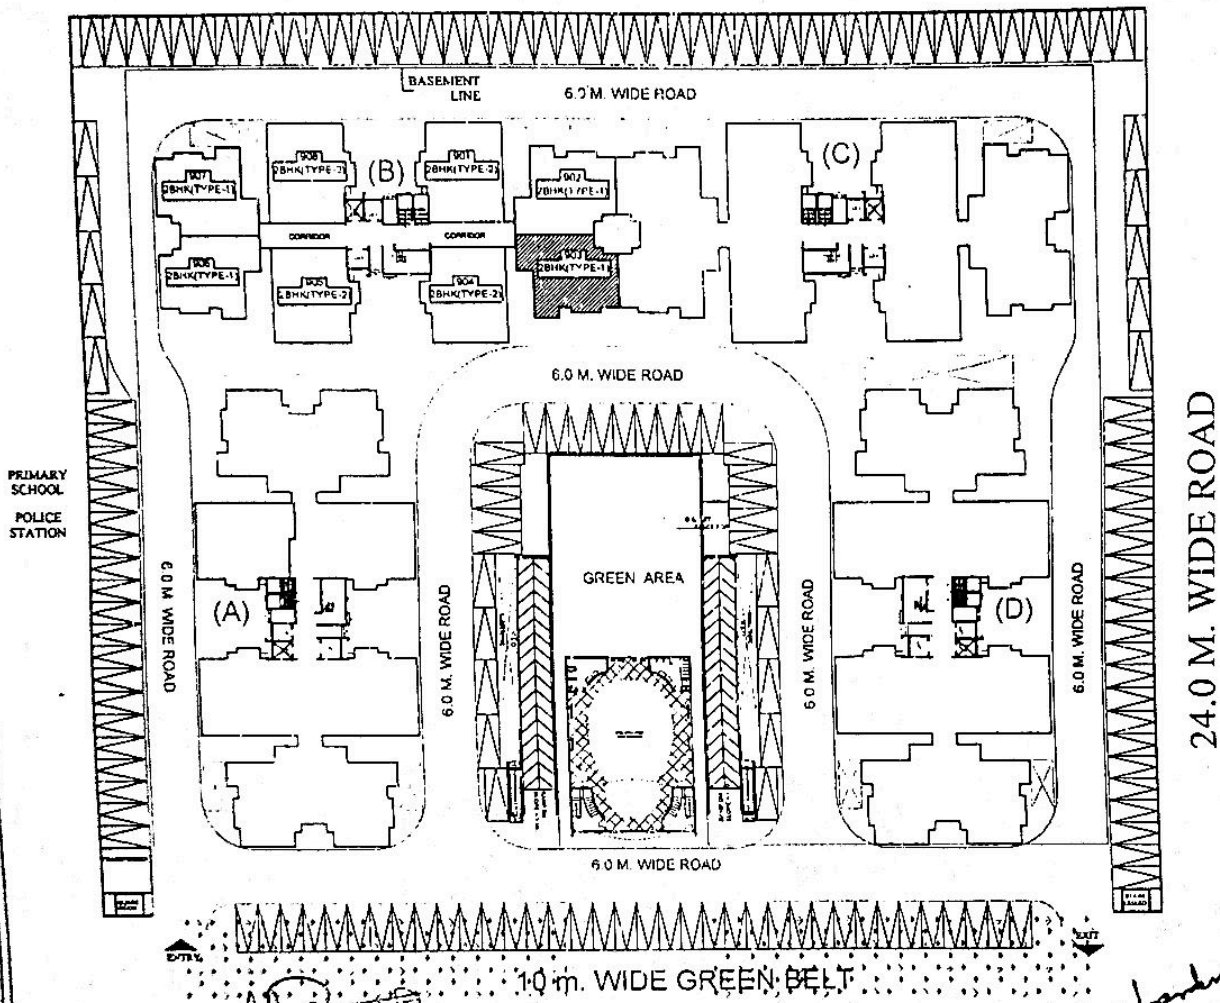 BASEMENT
LINE
6.0 M. WIDE ROAD
908
901
907
2BHK(TYPE-1)
2BHK(TYPE-2)
(B)
2BHK(TYPE-2)
902
2BHK(TYPE-1)
(C)
CORRIDOR
CORRIDOR
906
2BHK(TYPE-1)
905
2BHK(TYPE-2)
904
2BHK(TYPE-2)
903
2BHK(TYPE-1)
6.0 M. WIDE ROAD
PRIMARY
SCHOOL
POLICE
STATION
GREEN AREA
(A)
(D)
6.0 M. WIDE ROAD
6.0 M. WIDE ROAD
6.0 M. WIDE ROAD
6.0 M. WIDE ROAD
24.0 M. WIDE ROAD
6.0 M. WIDE ROAD
ENTRY
EXIT
10 m. WIDE GREEN BELT